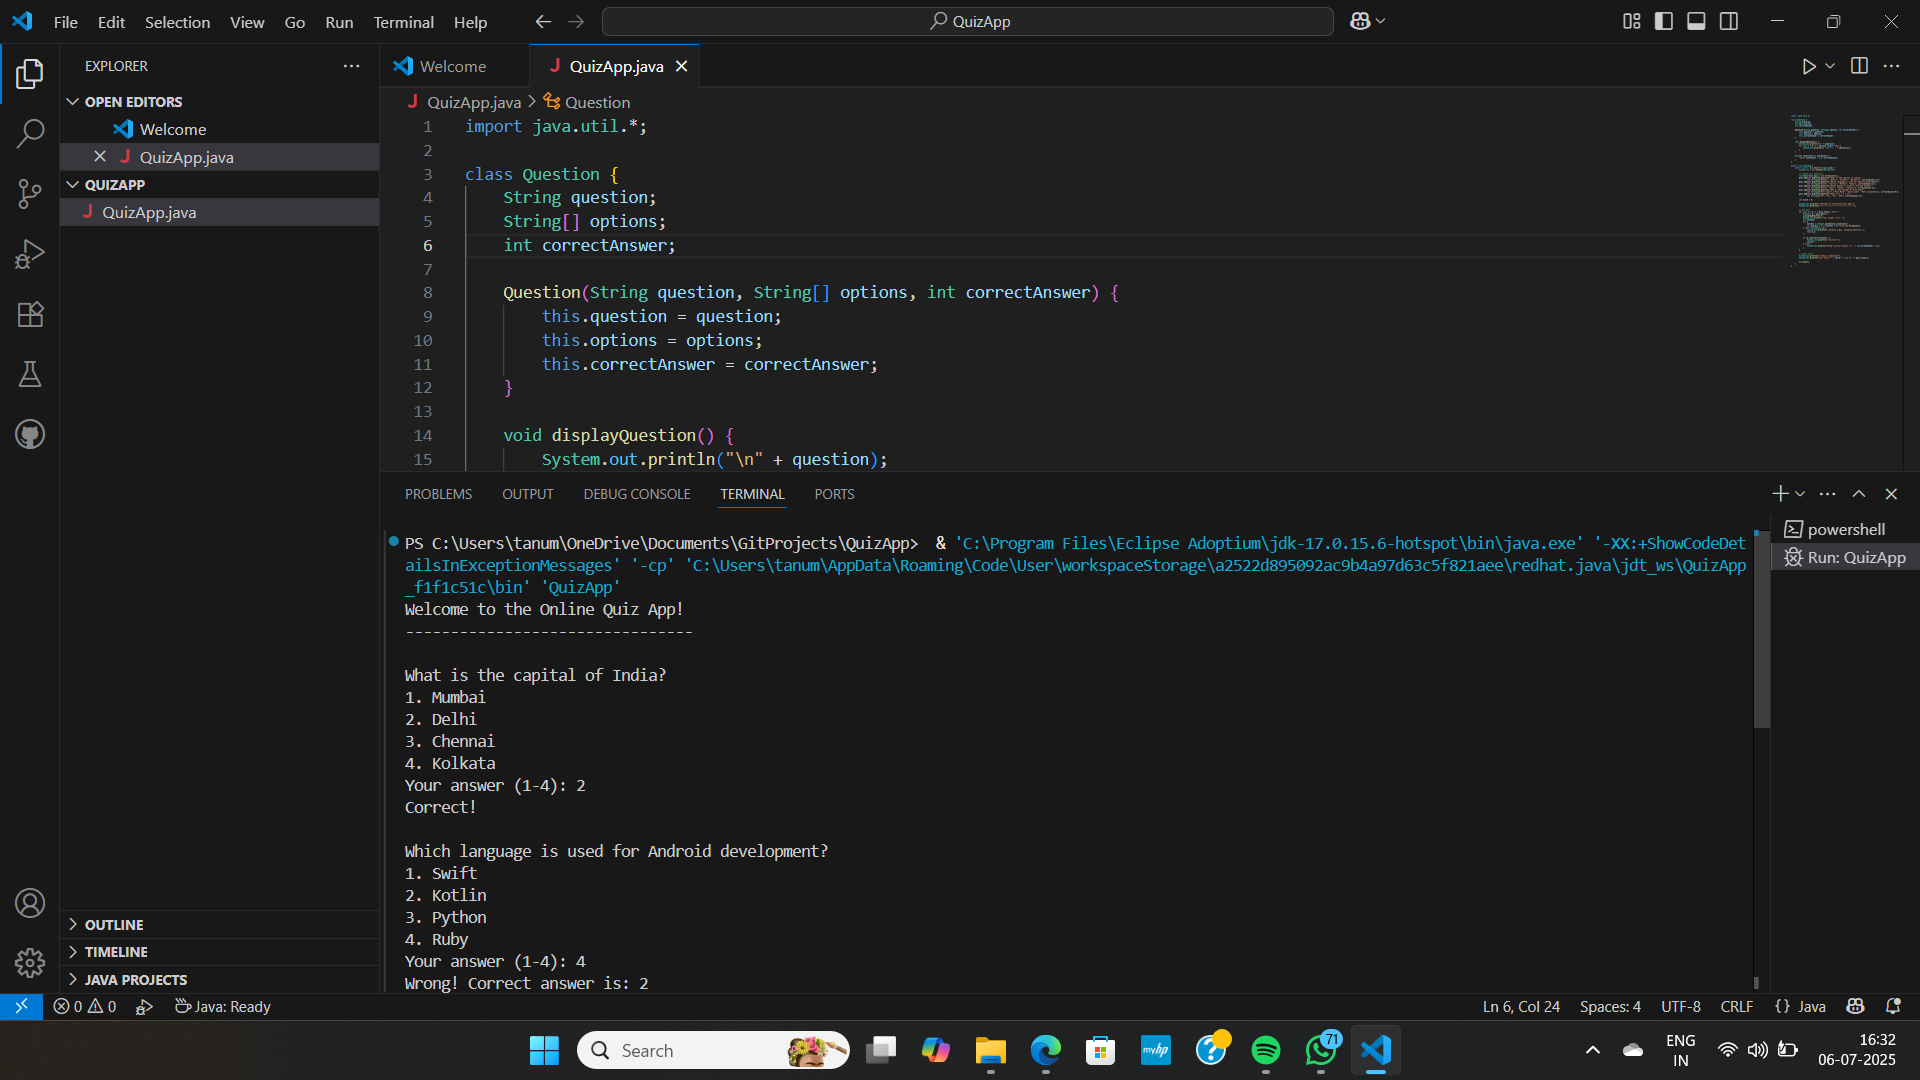 File Edit Selection View Go Run Terminal Help
QuizApp
EXPLORER
OPEN EDITORS
Welcome
QuizApp.java
QUIZAPP
QuizApp.java
OUTLINE
TIMELINE
JAVA PROJECTS
Welcome QuizApp.java
QuizApp.java > Question
1 import java.util.*;
2
3 class Question {
4 String question;
5 String[] options;
6 int correctAnswer;
7
8 Question(String question, String[] options, int correctAnswer) {
9 this.question = question;
10 this.options = options;
11 this.correctAnswer = correctAnswer;
12 }
13
14 void displayQuestion() {
15 System.out.println("\n" + question);
PROBLEMS OUTPUT DEBUG CONSOLE TERMINAL PORTS
PS C:\Users\tanum\OneDrive\Documents\GitProjects\QuizApp> & 'C:\Program Files\Eclipse Adoptium\jdk-17.0.15.6-hotspot\bin\java.exe' '-XX:+ShowCodeDet
ailsInExceptionMessages' '-cp' 'C:\Users\tanum\AppData\Roaming\Code\User\workspaceStorage\a2522d895092ac9b4a97d63c5f821aee\redhat.java\jdt_ws\QuizApp
_f1f1c51c\bin' 'QuizApp'
Welcome to the Online Quiz App!
--------------------------------
What is the capital of India?
1. Mumbai
2. Delhi
3. Chennai
4. Kolkata
Your answer (1-4): 2
Correct!
Which language is used for Android development?
1. Swift
2. Kotlin
3. Python
4. Ruby
Your answer (1-4): 4
Wrong! Correct answer is: 2
powershell
Run: QuizApp
0 0 Java: Ready
Ln 6, Col 24 Spaces: 4 UTF-8 CRLF {} Java
Search
myhp
71
ENG
IN
16:32
06-07-2025